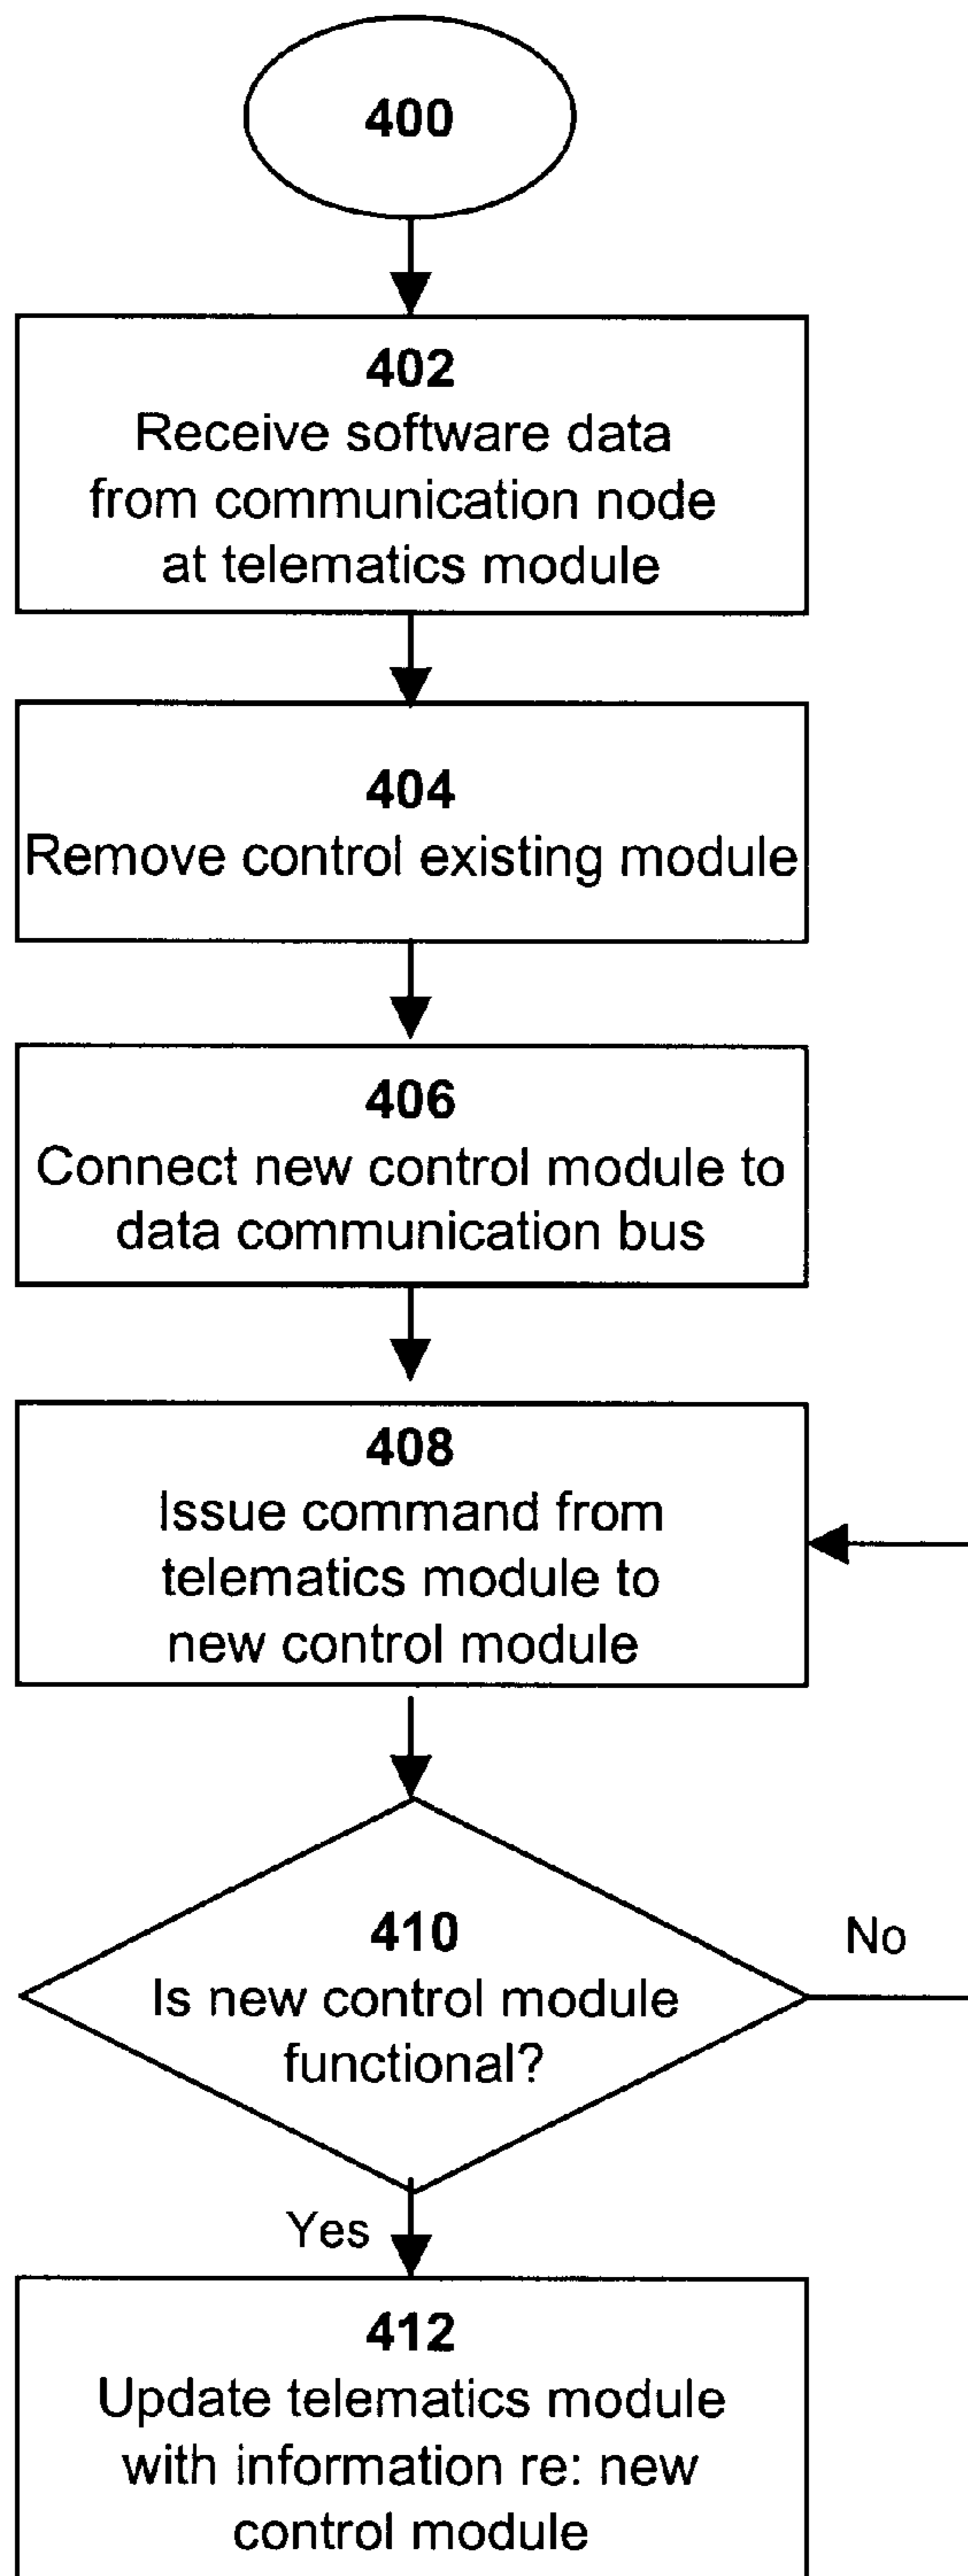 400
402
Receive software data
from communication node
at telematics module
404
Remove control existing module
406
Connect new control module to
data communication bus
408
Issue command from
telematics module to
new control module
410
Is new control module
functional?
No
Yes
412
Update telematics module
with information re: new
control module